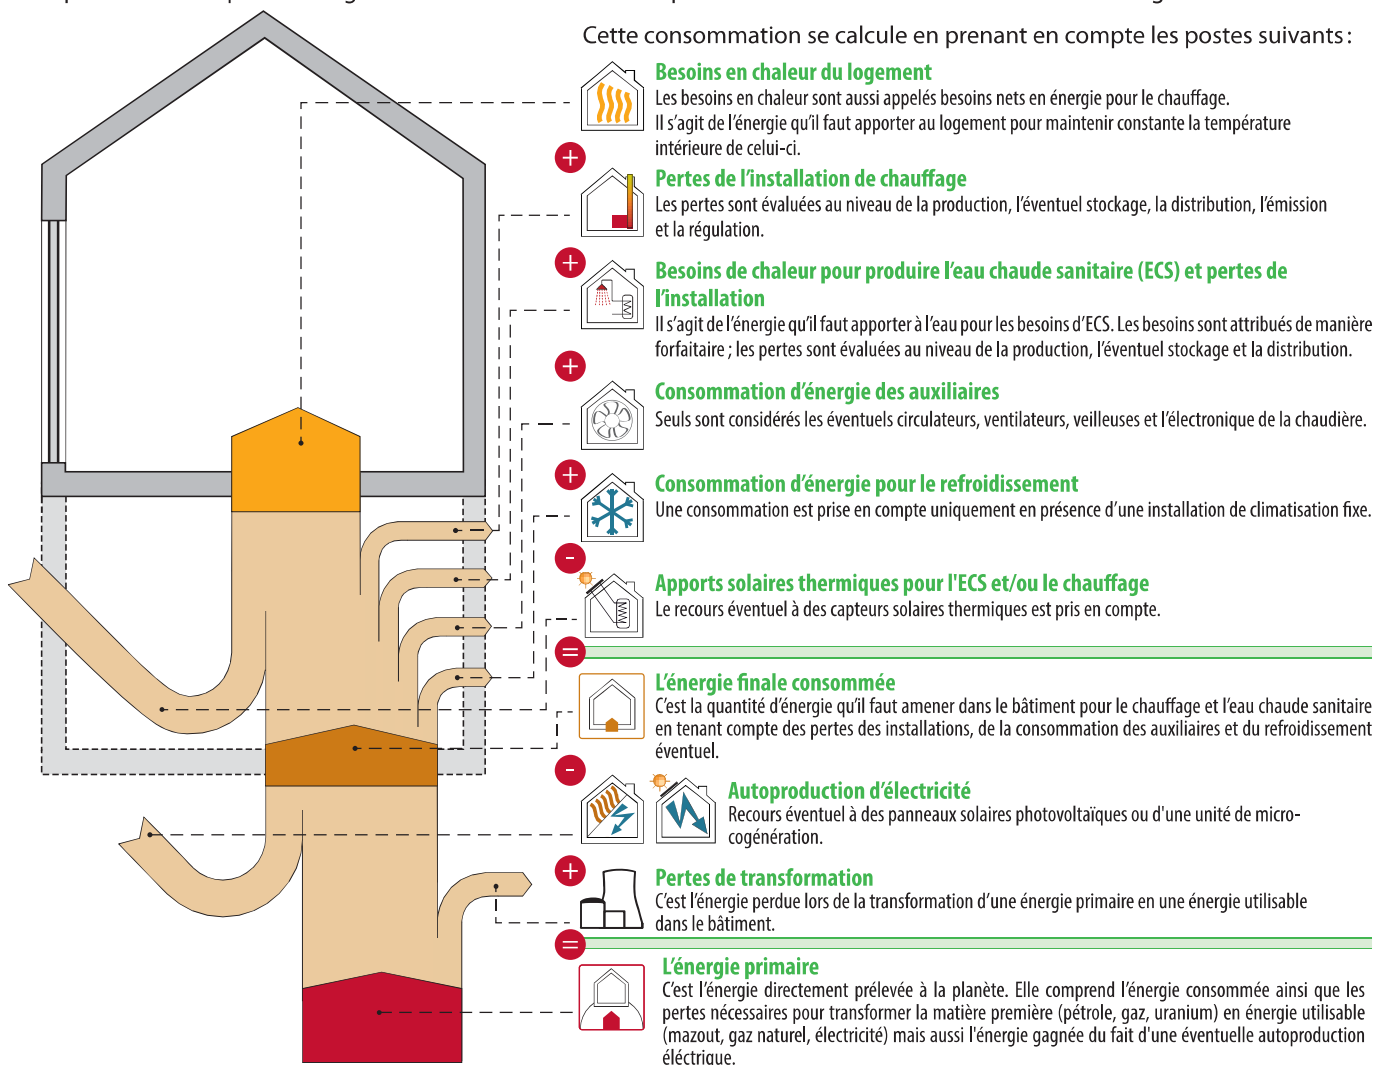 Cette consommation se calcule en prenant en compte les postes suivants :
Besoins en chaleur du logement
Les besoins en chaleur sont aussi appelés besoins nets en énergie pour le chauffage.
Il s'agit de l'énergie qu'il faut apporter au logement pour maintenir constante la température
intérieure de celui-ci.
+
Pertes de l'installation de chauffage
Les pertes sont évaluées au niveau de la production, l'éventuel stockage, la distribution, l'émission
et la régulation.
+
Besoins de chaleur pour produire l'eau chaude sanitaire (ECS) et pertes de
l'installation
Il s'agit de l'énergie qu'il faut apporter à l'eau pour les besoins d'ECS. Les besoins sont attribués de manière
forfaitaire ; les pertes sont évaluées au niveau de la production, l'éventuel stockage et la distribution.
+
Consommation d'énergie des auxiliaires
Seuls sont considérés les éventuels circulateurs, ventilateurs, veilleuses et l'électronique de la chaudière.
+
Consommation d'énergie pour le refroidissement
Une consommation est prise en compte uniquement en présence d'une installation de climatisation fixe.
-
Apports solaires thermiques pour l'ECS et/ou le chauffage
Le recours éventuel à des capteurs solaires thermiques est pris en compte.
=
L'énergie finale consommée
C'est la quantité d'énergie qu'il faut amener dans le bâtiment pour le chauffage et l'eau chaude sanitaire
en tenant compte des pertes des installations, de la consommation des auxiliaires et du refroidissement
éventuel.
-
Autoproduction d'électricité
Recours éventuel à des panneaux solaires photovoltaïques ou d'une unité de micro-
cogénération.
+
Pertes de transformation
C'est l'énergie perdue lors de la transformation d'une énergie primaire en une énergie utilisable
dans le bâtiment.
=
L'énergie primaire
C'est l'énergie directement prélevée à la planète. Elle comprend l'énergie consommée ainsi que les
pertes nécessaires pour transformer la matière première (pétrole, gaz, uranium) en énergie utilisable
(mazout, gaz naturel, électricité) mais aussi l'énergie gagnée du fait d'une éventuelle autoproduction
éléctrique.